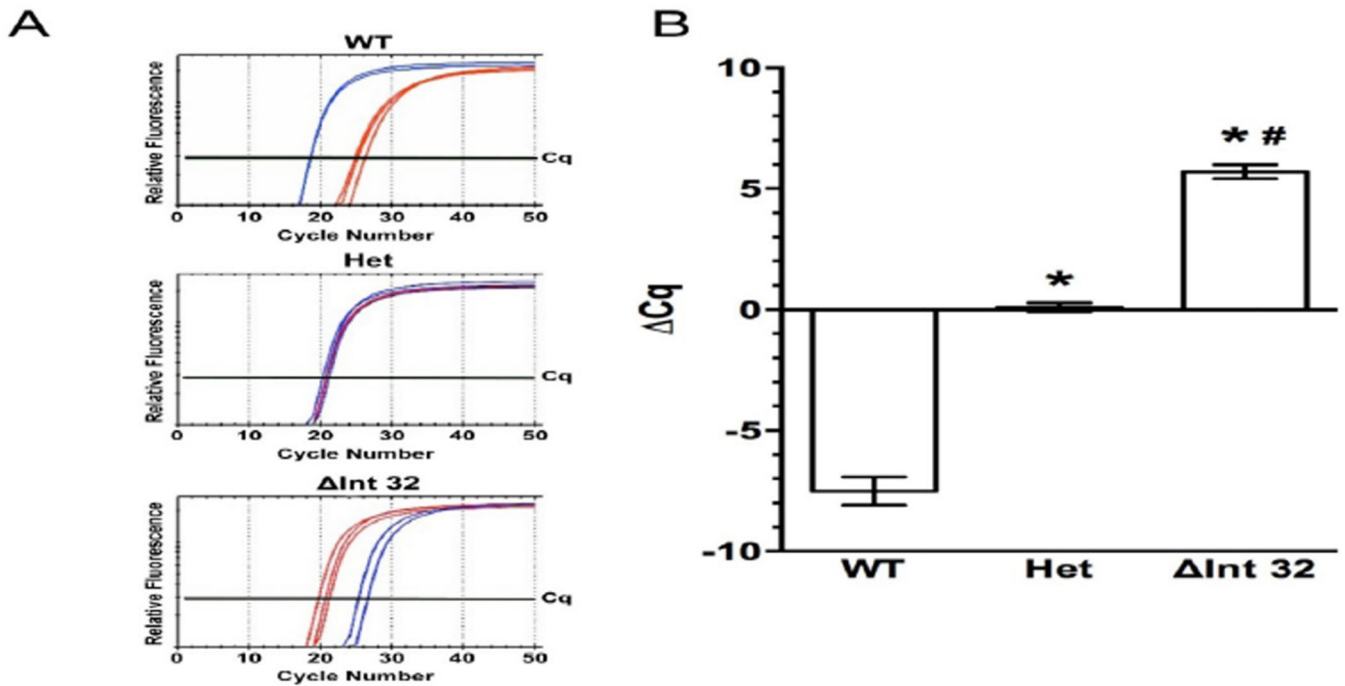 A
WT
Relative Fluorescence
Cq
0 10 20 30 40 50
Cycle Number
Het
Relative Fluorescence
Cq
0 10 20 30 40 50
Cycle Number
ΔInt 32
Relative Fluorescence
Cq
0 10 20 30 40 50
Cycle Number
B
ΔCq
10
5
0
-5
-10
* #
*
WT Het ΔInt 32